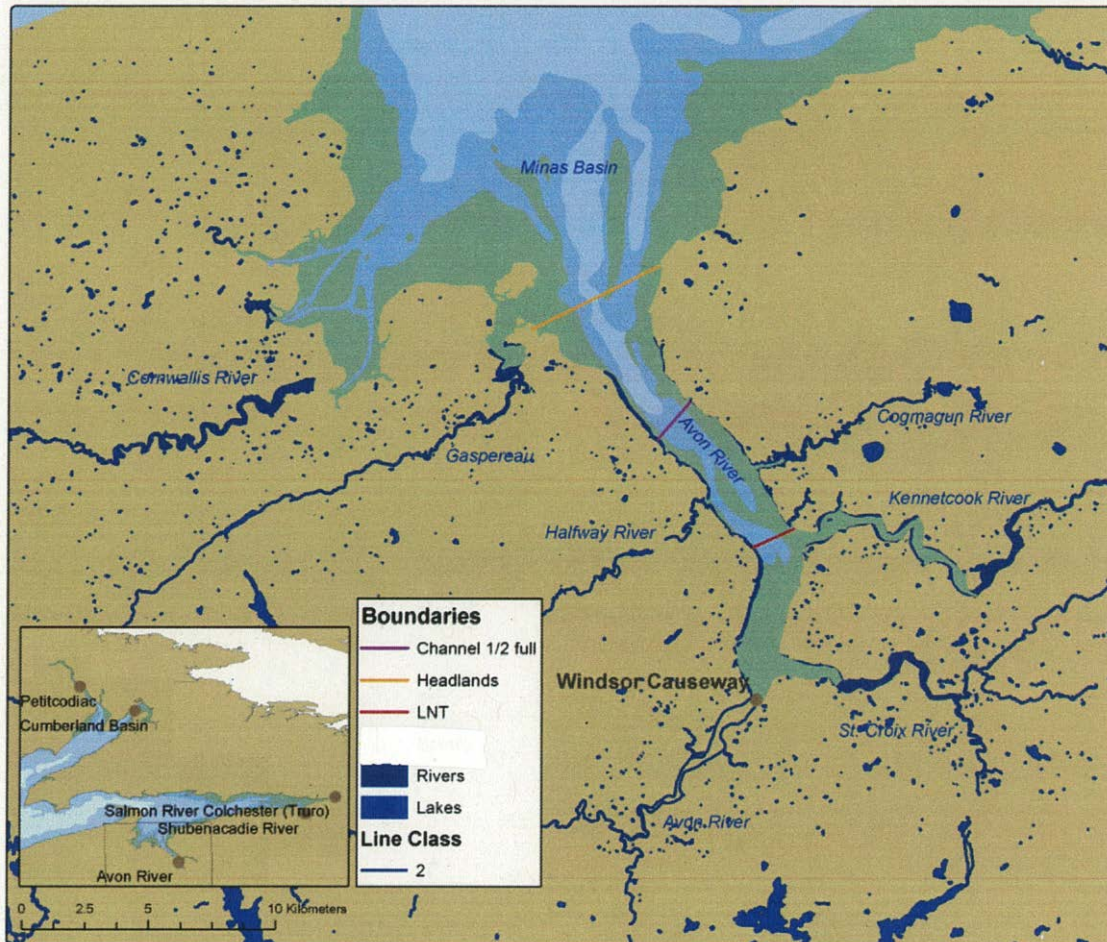 Minas Basin
Cornwallis River
Gaspereau
Avon River
Cogmagun River
Kennetcook River
Halfway River
Windsor Causeway
St. Croix River
Avon River
Boundaries
Channel 1/2 full
Headlands
LNT
Rivers
Lakes
Line Class
2
Petitcodiac
Cumberland Basin
Salmon River Colchester (Truro)
Shubenacadie River
Avon River
0 2.5 5 10 Kilometers